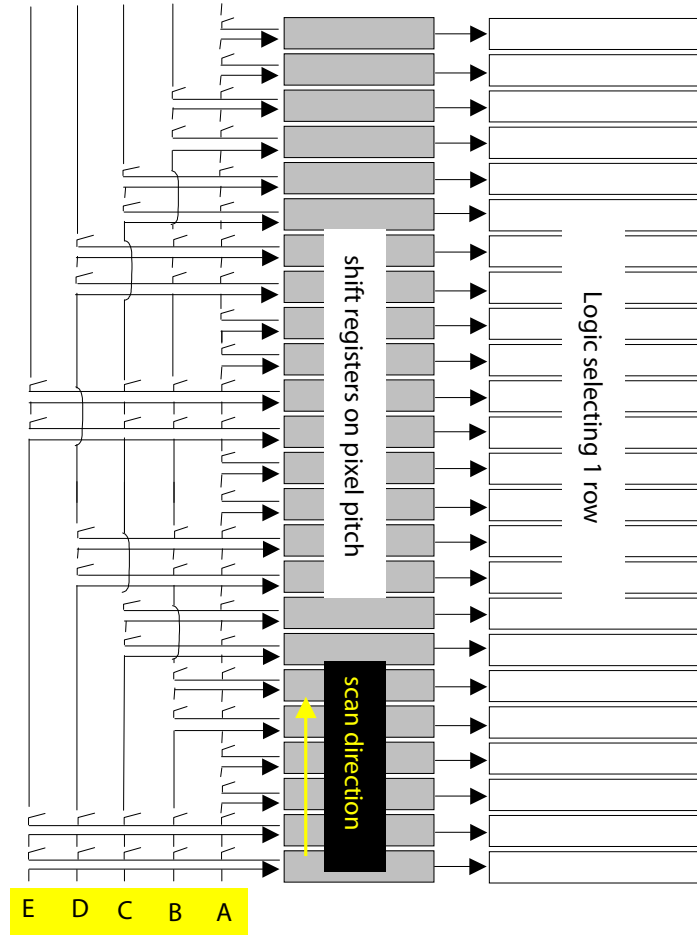 shift registers on pixel pitch
Logic selecting 1 row
scan direction
E D C B A